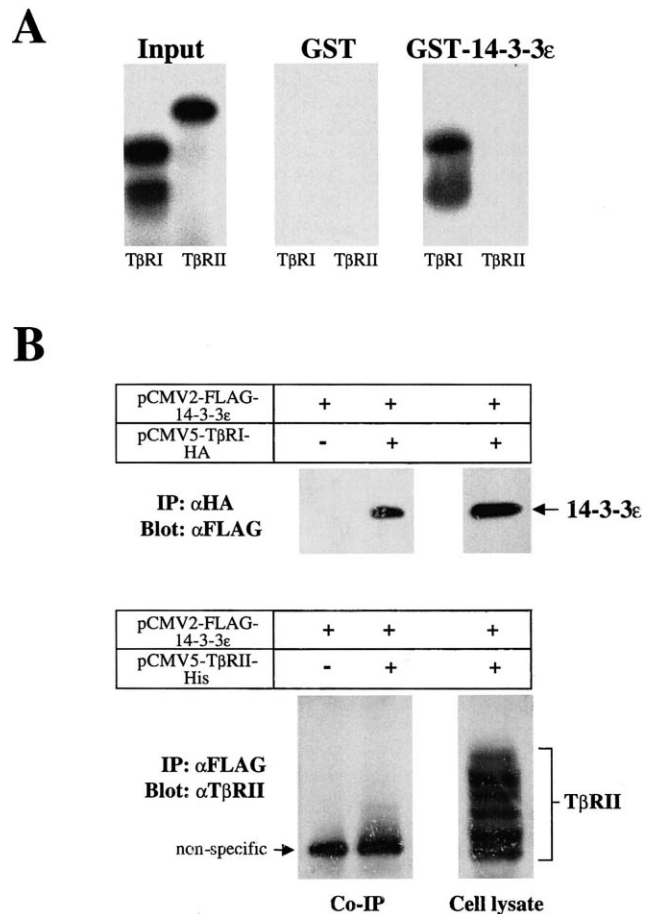 A
Input GST GST-14-3-3ε
TβRI TβRII TβRI TβRII TβRI TβRII
B
pCMV2-FLAG-
14-3-3ε
+ + +
pCMV5-TβRI-
HA
- + +
IP: αHA
Blot: αFLAG
14-3-3ε
pCMV2-FLAG-
14-3-3ε
+ + +
pCMV5-TβRII-
His
- + +
IP: αFLAG
Blot: αTβRII
TβRII
non-specific
Co-IP Cell lysate